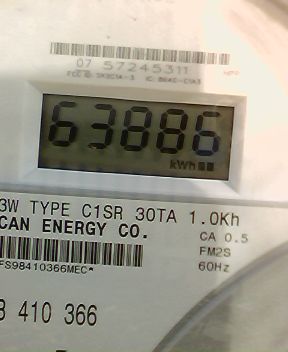 07 57245311
63886
kWh
3W TYPE C1SR 30TA 1.0Kh
CAN ENERGY CO.
CA 0.5
FM2S
FS98410366MEC*
60Hz
8 410 366